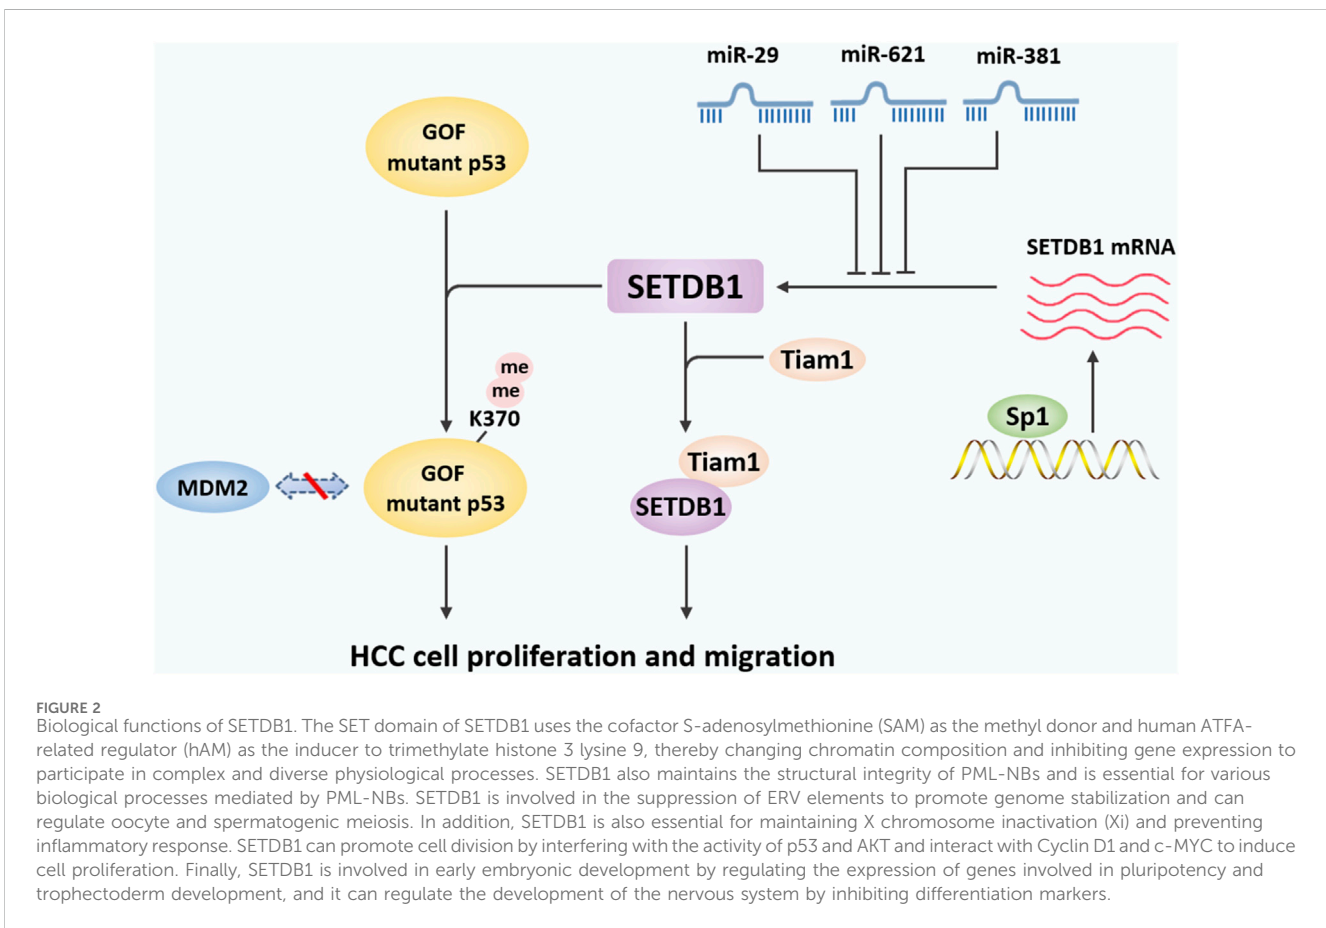 miR-29
miR-621
miR-381
GOF
mutant p53
SETDB1 mRNA
SETDB1
Tiam1
me
me
K370
Sp1
Tiam1
GOF
mutant p53
MDM2
SETDB1
HCC cell proliferation and migration
FIGURE 2
Biological functions of SETDB1. The SET domain of SETDB1 uses the cofactor S-adenosylmethionine (SAM) as the methyl donor and human ATFA-
related regulator (hAM) as the inducer to trimethylate histone 3 lysine 9, thereby changing chromatin composition and inhibiting gene expression to
participate in complex and diverse physiological processes. SETDB1 also maintains the structural integrity of PML-NBs and is essential for various
biological processes mediated by PML-NBs. SETDB1 is involved in the suppression of ERV elements to promote genome stabilization and can
regulate oocyte and spermatogenic meiosis. In addition, SETDB1 is also essential for maintaining X chromosome inactivation (Xi) and preventing
inflammatory response. SETDB1 can promote cell division by interfering with the activity of p53 and AKT and interact with Cyclin D1 and c-MYC to induce
cell proliferation. Finally, SETDB1 is involved in early embryonic development by regulating the expression of genes involved in pluripotency and
trophectoderm development, and it can regulate the development of the nervous system by inhibiting differentiation markers.